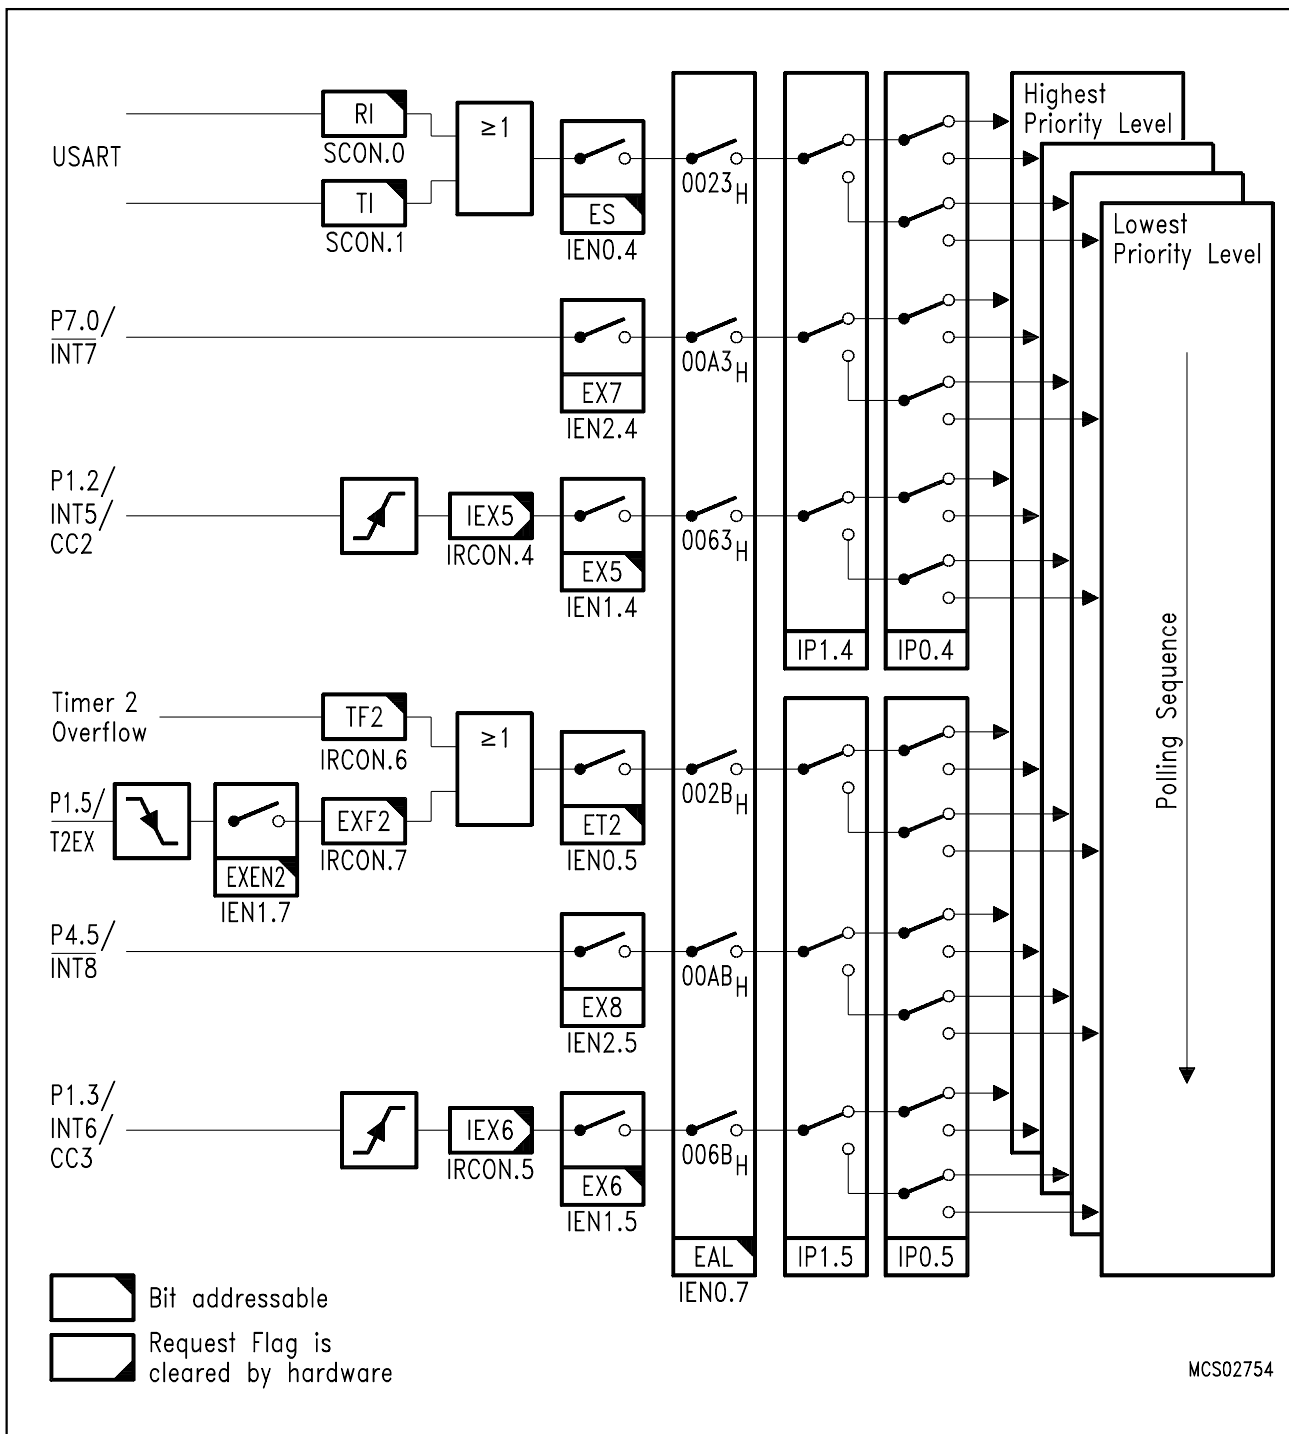 USART
RI
SCON.0
TI
SCON.1
≥1
ES
IEN0.4
0023H
Highest
Priority Level
Lowest
Priority Level
P7.0/
INT7
EX7
IEN2.4
00A3H
P1.2/
INT5/
CC2
IEX5
IRCON.4
EX5
IEN1.4
0063H
IP1.4
IP0.4
Timer 2
Overflow
TF2
IRCON.6
≥1
P1.5/
T2EX
EXEN2
IEN1.7
EXF2
IRCON.7
ET2
IEN0.5
002BH
Polling Sequence
P4.5/
INT8
EX8
IEN2.5
00ABH
P1.3/
INT6/
CC3
IEX6
IRCON.5
EX6
IEN1.5
006BH
EAL
IEN0.7
IP1.5
IP0.5
Bit addressable
Request Flag is
cleared by hardware
MCS02754